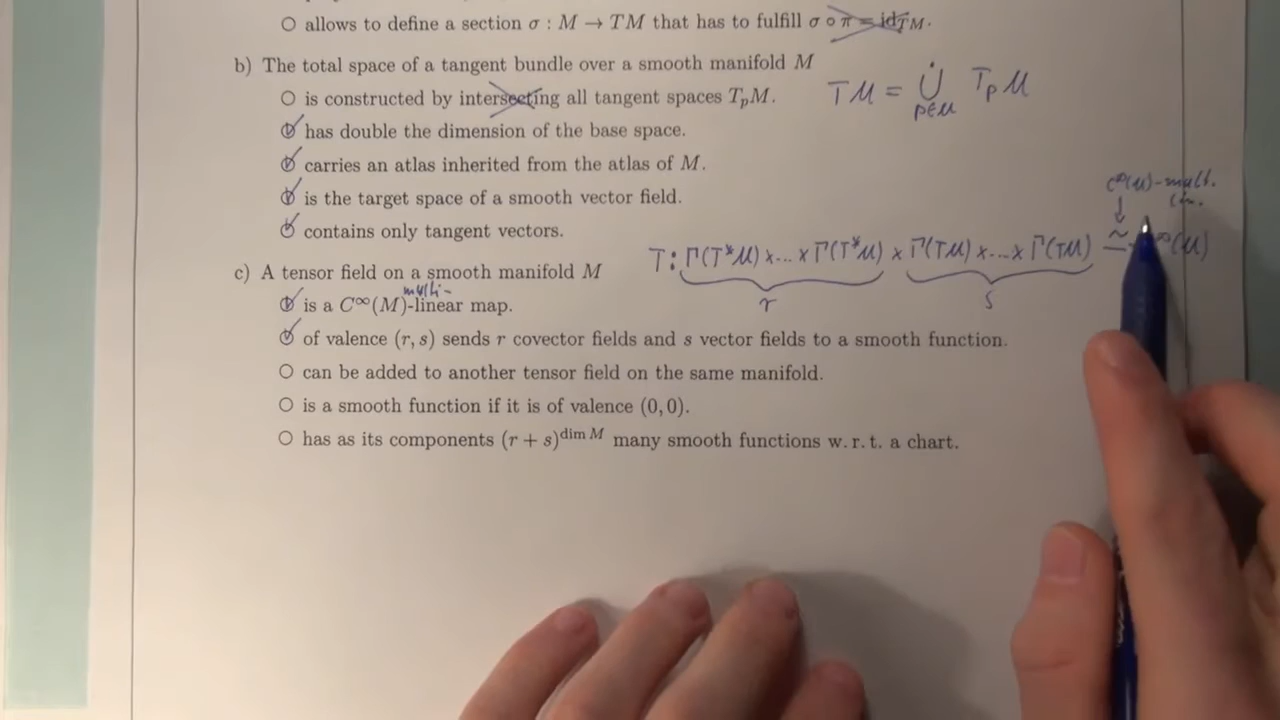 ○ allows to define a section σ : M → TM that has to fulfill σ ∘ π = id_TM.
b) The total space of a tangent bundle over a smooth manifold M
○ is constructed by intersecting all tangent spaces T_pM.
TM = ⋃̇ T_pM
p∈M
○ has double the dimension of the base space.
○ carries an atlas inherited from the atlas of M.
C^∞(M)-mult.
lin.
○ is the target space of a smooth vector field.
↓
○ contains only tangent vectors.
T: Γ(T*M) × ... × Γ(T*M) × Γ(TM) × ... × Γ(TM) ∞(M)
c) A tensor field on a smooth manifold M
multi-
○ is a C^∞(M)-linear map.
r s
○ of valence (r, s) sends r covector fields and s vector fields to a smooth function.
○ can be added to another tensor field on the same manifold.
○ is a smooth function if it is of valence (0, 0).
○ has as its components (r + s)^dim M many smooth functions w. r. t. a chart.